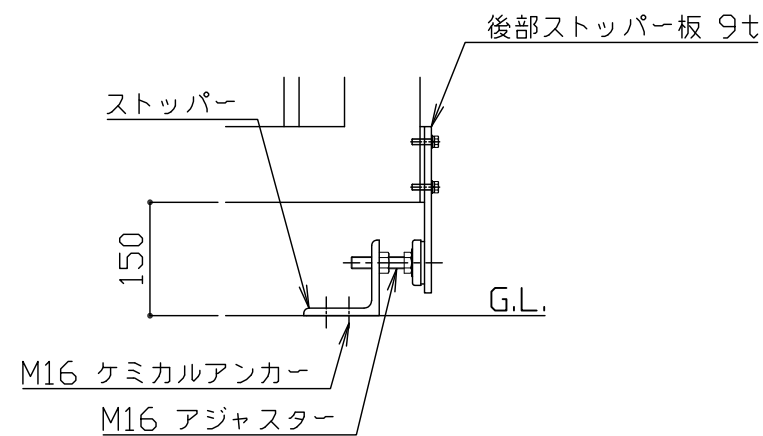 後部ストッパー板 9t
ストッパー
150
G.L.
M16 ケミカルアンカー
M16 アジャスター